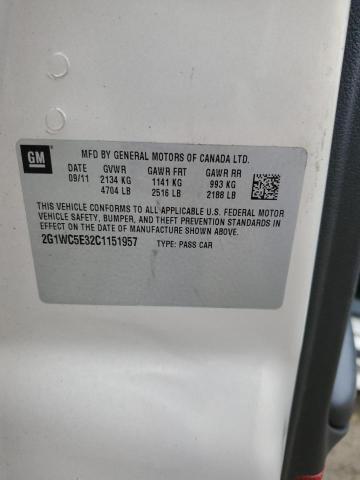 GM
MFD BY GENERAL MOTORS OF CANADA LTD.
DATE GVWR GAWR FRT GAWR RR
09/11 2134 KG 1141 KG 993 KG
4704 LB 2516 LB 2188 LB
THIS VEHICLE CONFORMS TO ALL APPLICABLE U.S. FEDERAL MOTOR
VEHICLE SAFETY, BUMPER, AND THEFT PREVENTION STANDARDS
IN EFFECT ON THE DATE OF MANUFACTURE SHOWN ABOVE.
2G1WC5E32C1151957 TYPE: PASS CAR